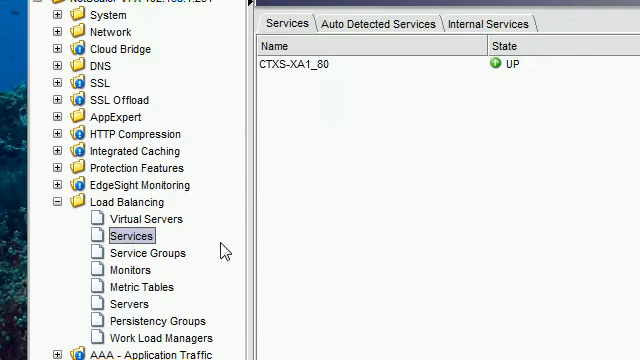 System
Network
Cloud Bridge
DNS
SSL
SSL Offload
AppExpert
HTTP Compression
Integrated Caching
Protection Features
EdgeSight Monitoring
Load Balancing
Virtual Servers
Services
Service Groups
Monitors
Metric Tables
Servers
Persistency Groups
Work Load Managers
AAA - Application Traffic
Services Auto Detected Services Internal Services
Name State
CTXS-XA1_80 UP